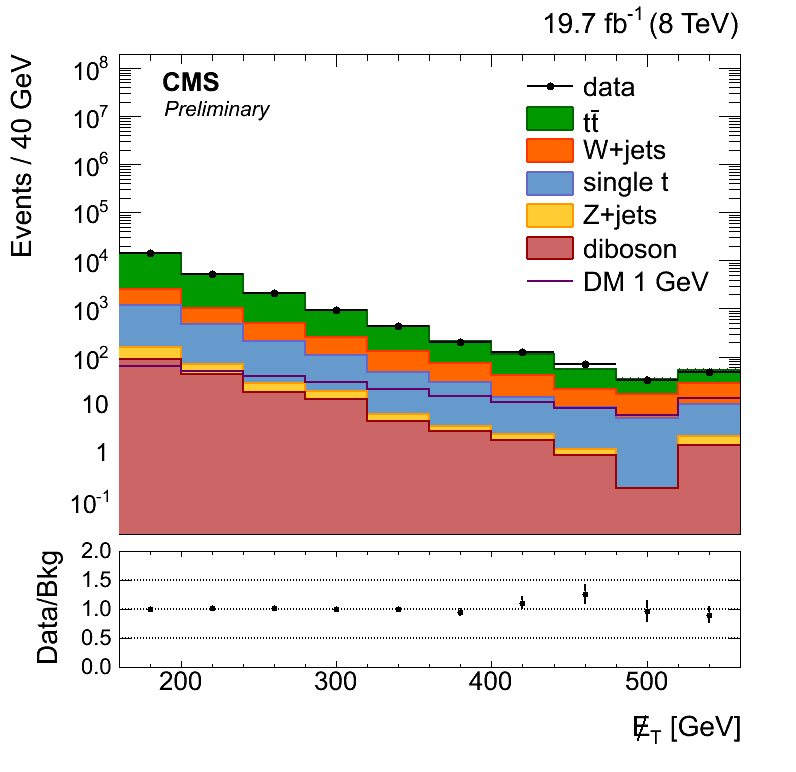 19.7 fb⁻¹ (8 TeV)
CMS
Preliminary
data
tt̄
W+jets
single t
Z+jets
diboson
DM 1 GeV
Events / 40 GeV
10⁸
10⁷
10⁶
10⁵
10⁴
10³
10²
10
1
10⁻¹
Data/Bkg
2.0
1.5
1.0
0.5
0.0
200 300 400 500
E̸_T [GeV]